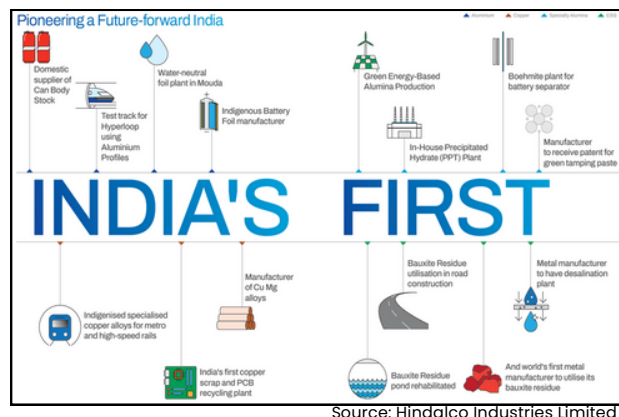 Pioneering a Future-forward India
Aluminium
Copper
Specialty Alumina
ESG
Domestic
supplier of
Can Body
Stock
Test track for
Hyperloop
using
Aluminium
Profiles
Water-neutral
foil plant in Mouda
Indigenous Battery
Foil manufacturer
Green Energy-Based
Alumina Production
In-House Precipitated
Hydrate (PPT) Plant
Boehmite plant for
battery separator
Manufacturer
to receive patent for
green tamping paste
INDIA'S FIRST
Indigenised specialised
copper alloys for metro
and high-speed rails
India's first copper
scrap and PCB
recycling plant
Manufacturer
of Cu Mg
alloys
Bauxite Residue
utilisation in road
construction
Bauxite Residue
pond rehabilitated
And world's first metal
manufacturer to utilise its
bauxite residue
Metal manufacturer
to have desalination
plant
Source: Hindalco Industries Limited